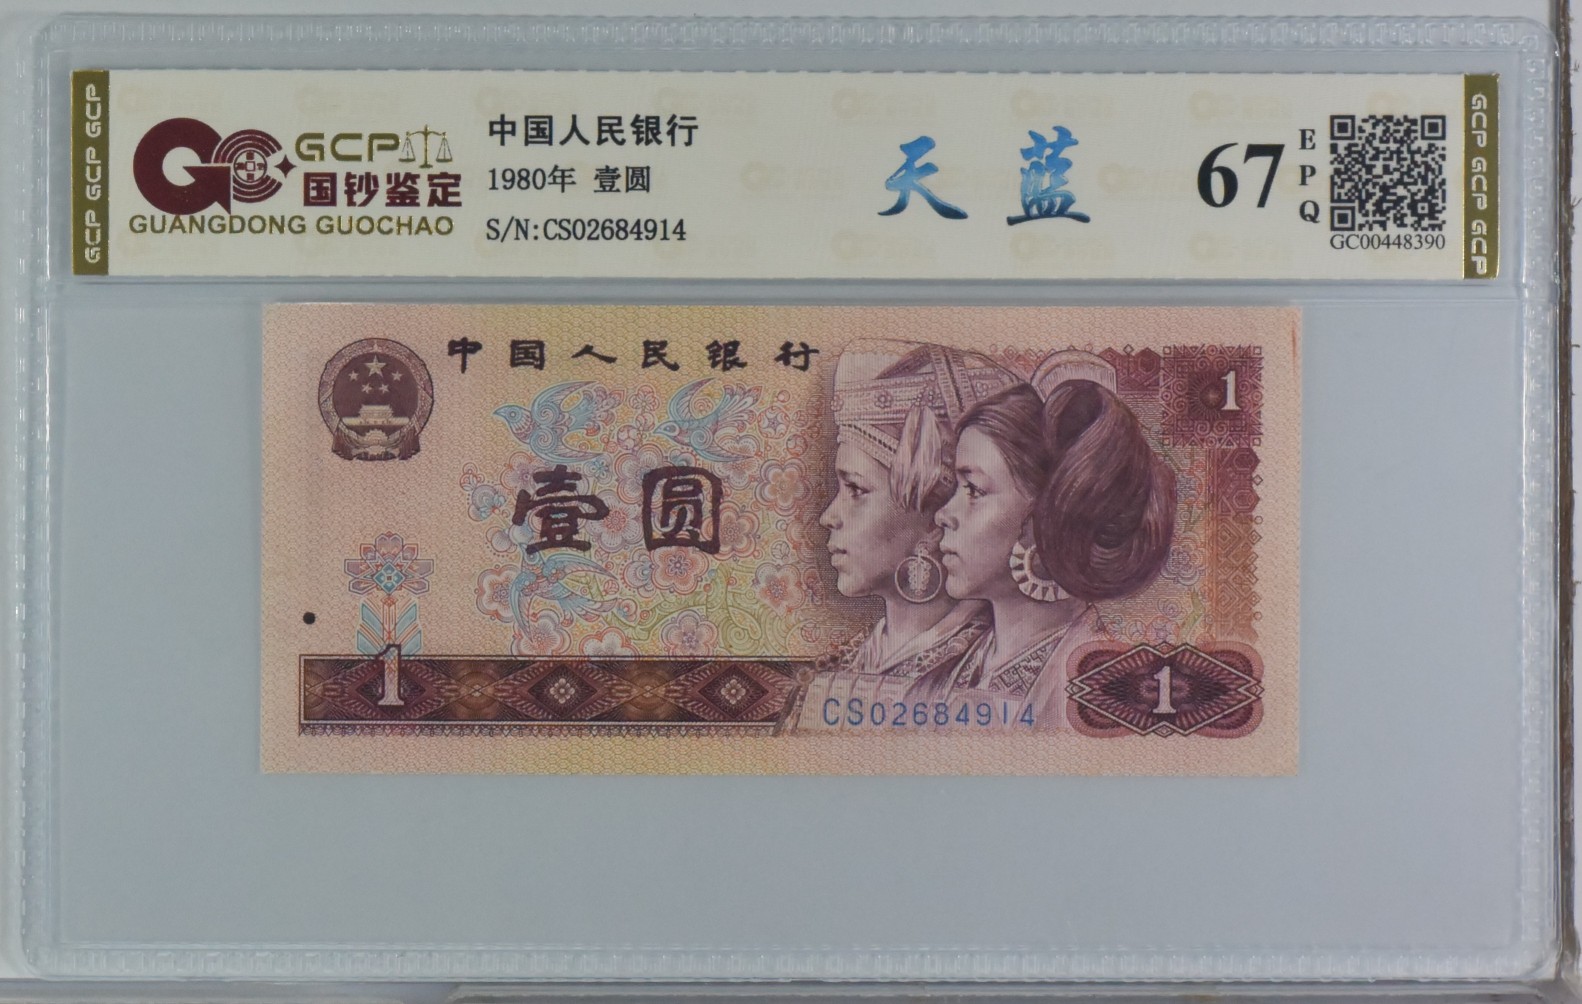 GCP GCP GCP
GCP
国钞鉴定
GUANGDONG GUOCHAO
中国人民银行
1980年 壹圆
S/N:CS02684914
天蓝
67
EPQ
GC00448390
GCP GCP GCP
中国人民银行
1
壹圆
1
CS02684914
1